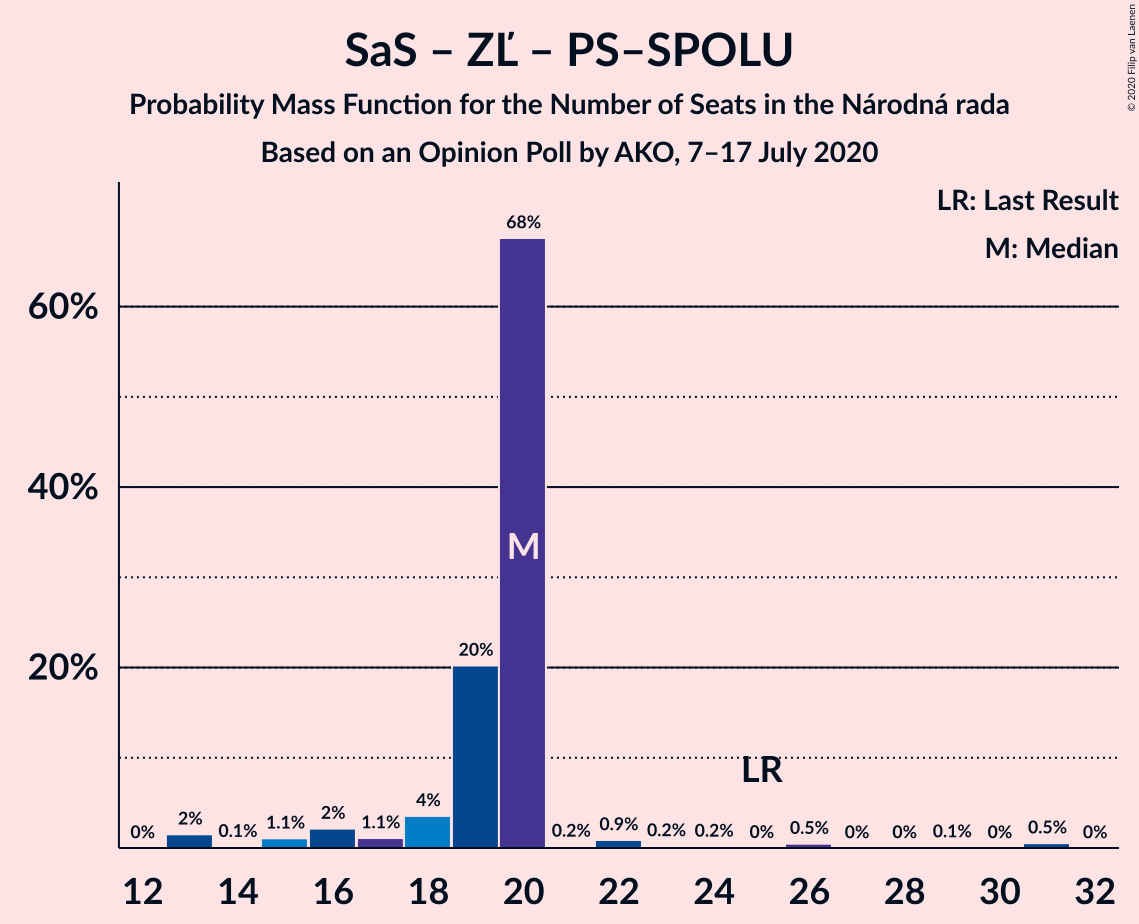 © 2020 Filip van Laenen
SaS – ZĽ – PS–SPOLU
Probability Mass Function for the Number of Seats in the Národná rada
Based on an Opinion Poll by AKO, 7–17 July 2020
LR: Last Result
M: Median
60%
40%
20%
0% 2% 0.1% 1.1% 2% 1.1% 4% 20% 68% 0.2% 0.9% 0.2% 0.2% 0% 0.5% 0% 0% 0.1% 0% 0.5% 0%
M
LR
12 14 16 18 20 22 24 26 28 30 32